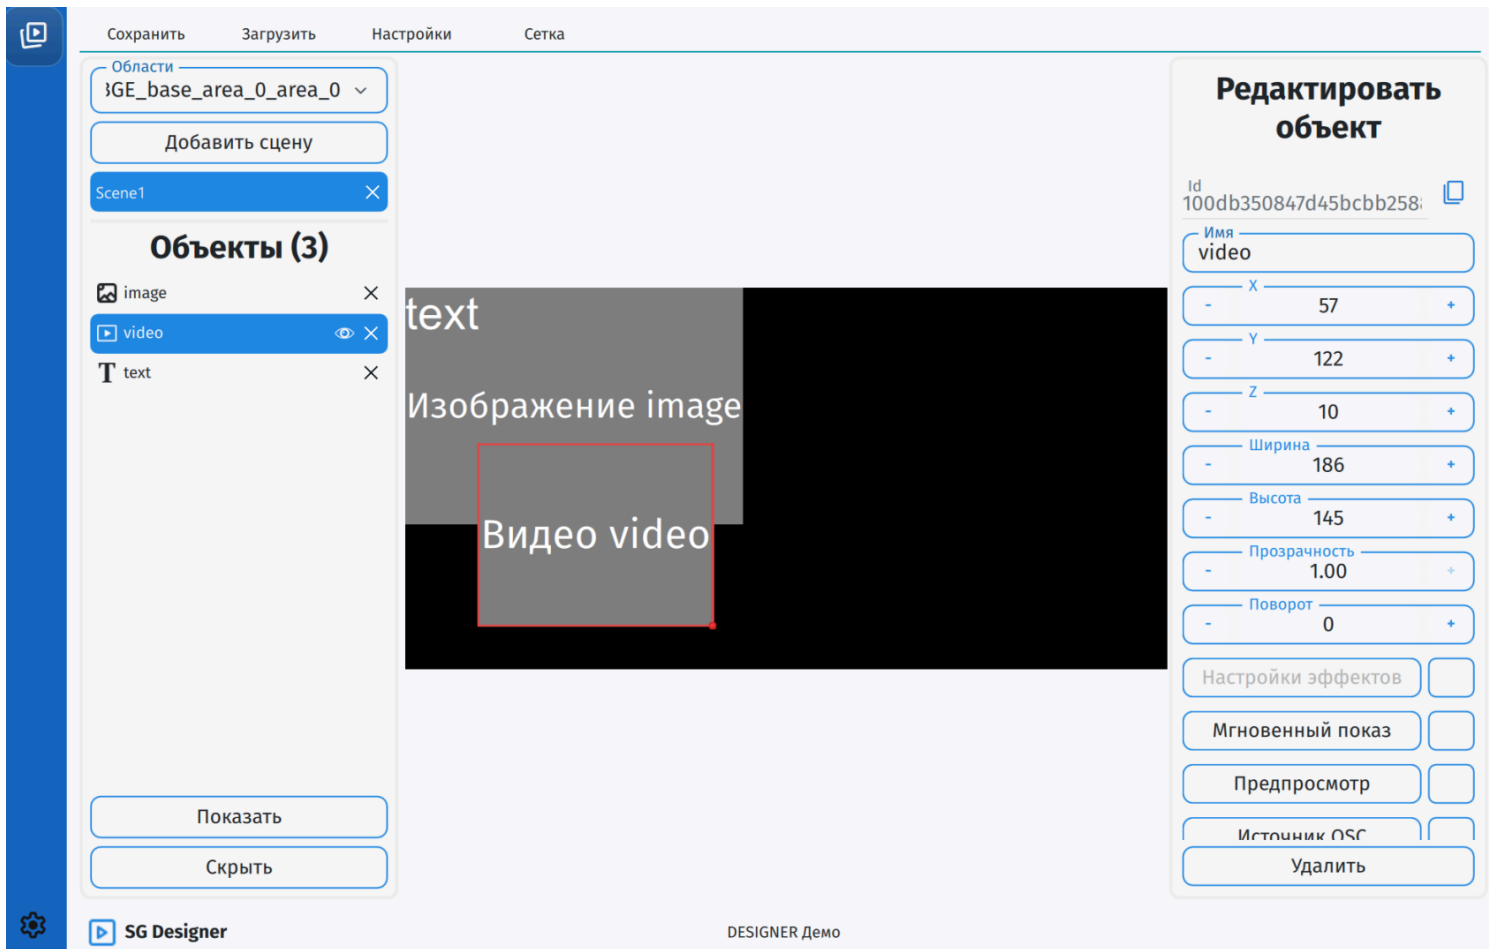 Сохранить Загрузить Настройки Сетка
Области
GE_base_area_0_area_0
Добавить сцену
Scene1
Объекты (3)
image
video
text
Показать
Скрыть
text
Изображение image
Видео video
Редактировать
объект
Id
100db350847d45bcbb258
Имя
video
X
- 57 +
Y
- 122 +
Z
- 10 +
Ширина
- 186 +
Высота
- 145 +
Прозрачность
- 1.00 +
Поворот
- 0 +
Настройки эффектов
Мгновенный показ
Предпросмотр
Источник OSC
Удалить
SG Designer
DESIGNER Демо